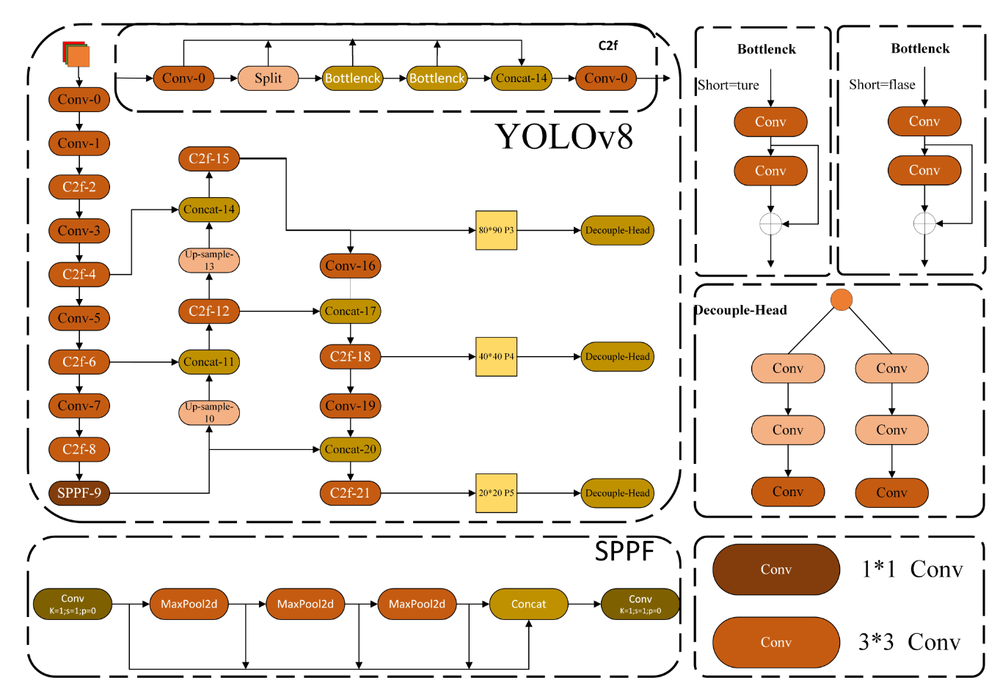 C2f
Conv-0
Split
Bottlenck
Bottlenck
Concat-14
Conv-0
YOLOv8
Conv-0
Conv-1
C2f-2
Conv-3
C2f-4
Conv-5
C2f-6
Conv-7
C2f-8
SPPF-9
C2f-15
Concat-14
Up-sample-
13
C2f-12
Concat-11
Up-sample-
10
Conv-16
Concat-17
C2f-18
Conv-19
Concat-20
C2f-21
80*90 P3
Decouple-Head
40*40 P4
Decouple-Head
20*20 P5
Decouple-Head
Bottlenck
Short=ture
Conv
Conv
Bottlenck
Short=flase
Conv
Conv
Decouple-Head
Conv
Conv
Conv
Conv
Conv
Conv
SPPF
Conv
K=1;s=1;p=0
MaxPool2d
MaxPool2d
MaxPool2d
Concat
Conv
K=1;s=1;p=0
Conv
1*1 Conv
Conv
3*3 Conv